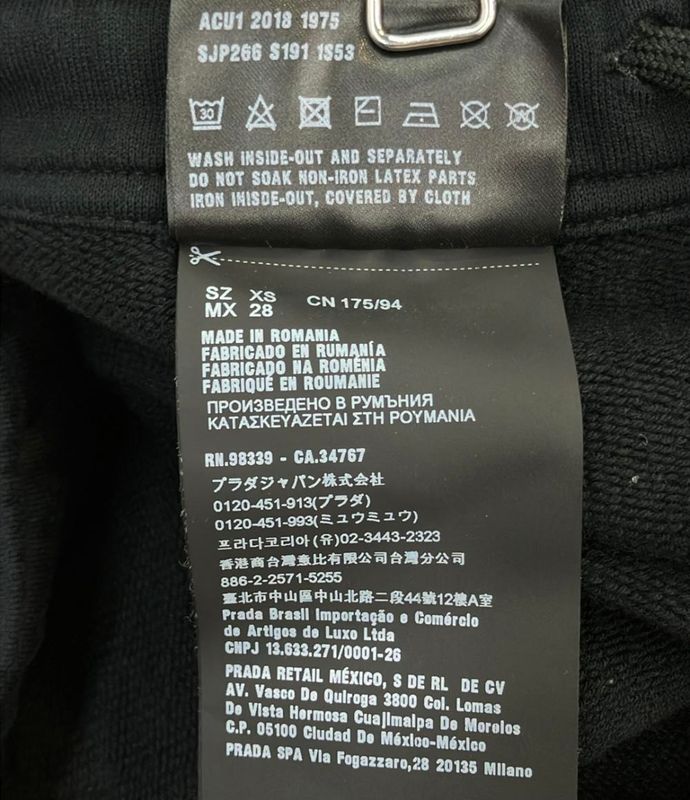 ACU1 2018 1975
SJP266 S191 1S53
30
WASH INSIDE-OUT AND SEPARATELY
DO NOT SOAK NON-IRON LATEX PARTS
IRON INISDE-OUT, COVERED BY CLOTH
SZ XS CN 175/94
MX 28
MADE IN ROMANIA
FABRICADO EN RUMANÍA
FABRICADO NA ROMÉNIA
FABRIQUÉ EN ROUMANIE
ПРОИЗВЕДЕНО В РУМЪНИЯ
ΚΑΤΑΣΚΕΥΑΖΕΤΑΙ ΣΤΗ ΡΟΥΜΑΝΙΑ
RN.98339 - CA.34767
プラダジャパン株式会社
0120-451-913(プラダ)
0120-451-993(ミュウミュウ)
프라다코리아(유)02-3443-2323
香港商台灣意比有限公司台灣分公司
886-2-2571-5255
臺北市中山區中山北路二段44號12樓A室
Prada Brasil Importação e Comércio
de Artigos de Luxo Ltda
CNPJ 13.633.271/0001-26
PRADA RETAIL MÉXICO, S DE RL DE CV
AV. Vasco De Quiroga 3800 Col. Lomas
De Vista Hermosa Cuajimalpa De Morelos
C.P. 05100 Ciudad De México-México
PRADA SPA Via Fogazzaro,28 20135 Milano